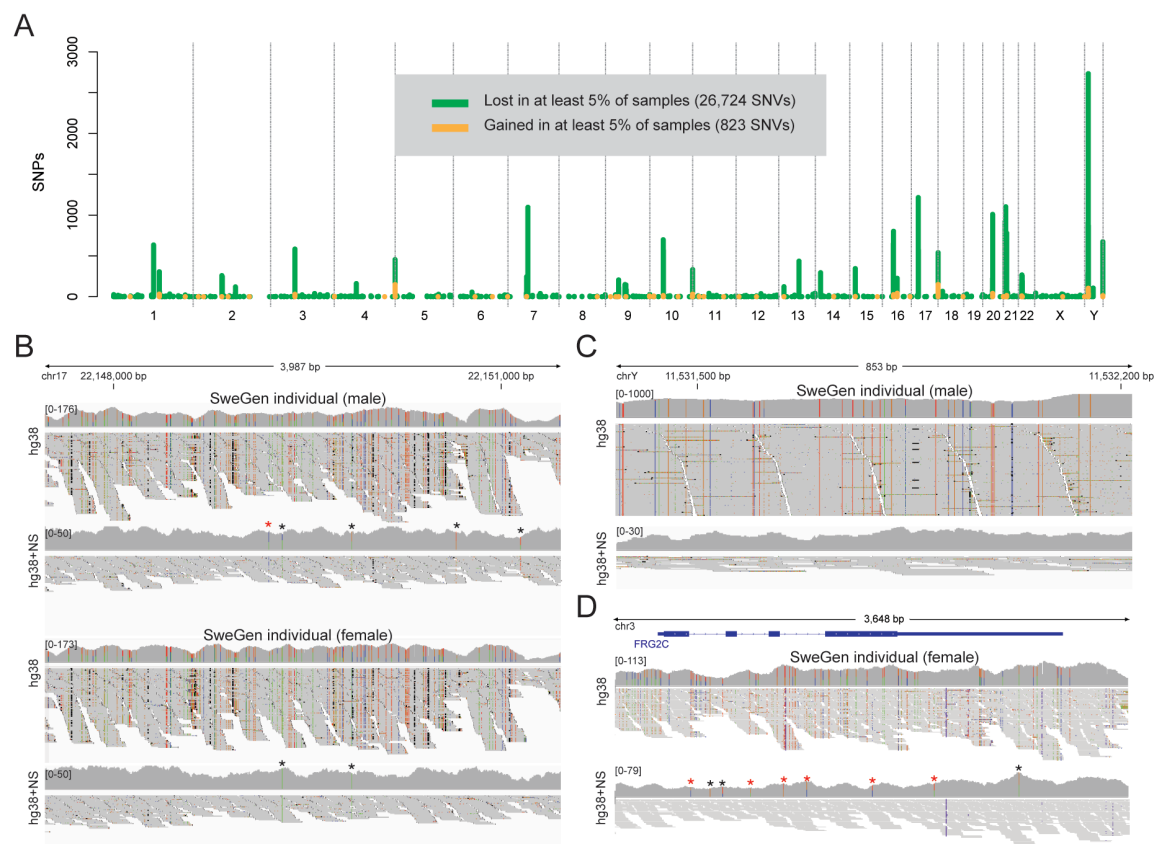 A
3000
2000
1000
0
SNPs
Lost in at least 5% of samples (26,724 SNVs)
Gained in at least 5% of samples (823 SNVs)
1 2 3 4 5 6 7 8 9 10 11 12 13 14 15 16 17 18 19 20 21 22 X Y
B
3,987 bp
chr17 22,148,000 bp 22,151,000 bp
SweGen individual (male)
[0-176]
hg38
* * * * *
[0-50]
hg38+NS
SweGen individual (female)
[0-173]
hg38
* *
[0-50]
hg38+NS
C
853 bp
chrY 11,531,500 bp 11,532,200 bp
SweGen individual (male)
[0-1000]
hg38
[0-30]
hg38+NS
D
3,648 bp
chr3
FRG2C
SweGen individual (female)
[0-113]
hg38
[0-79]
* * * * * * * * *
hg38+NS